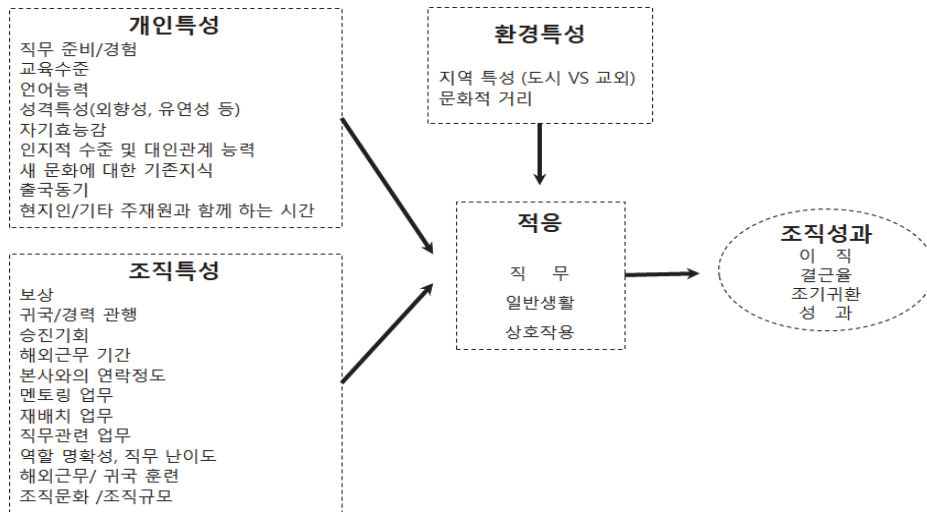 개인특성
직무 준비/경험
교육수준
언어능력
성격특성(외향성, 유연성 등)
자기효능감
인지적 수준 및 대인관계 능력
새 문화에 대한 기존지식
출국동기
현지인/기타 주재원과 함께 하는 시간
환경특성
지역 특성 (도시 VS 교외)
문화적 거리
조직특성
보상
귀국/경력 관행
승진기회
해외근무 기간
본사와의 연락정도
멘토링 업무
재배치 업무
직무관련 업무
역할 명확성, 직무 난이도
해외근무/ 귀국 훈련
조직문화 /조직규모
적응
직 무
일반생활
상호작용
조직성과
이 직
결근율
조기귀환
성 과